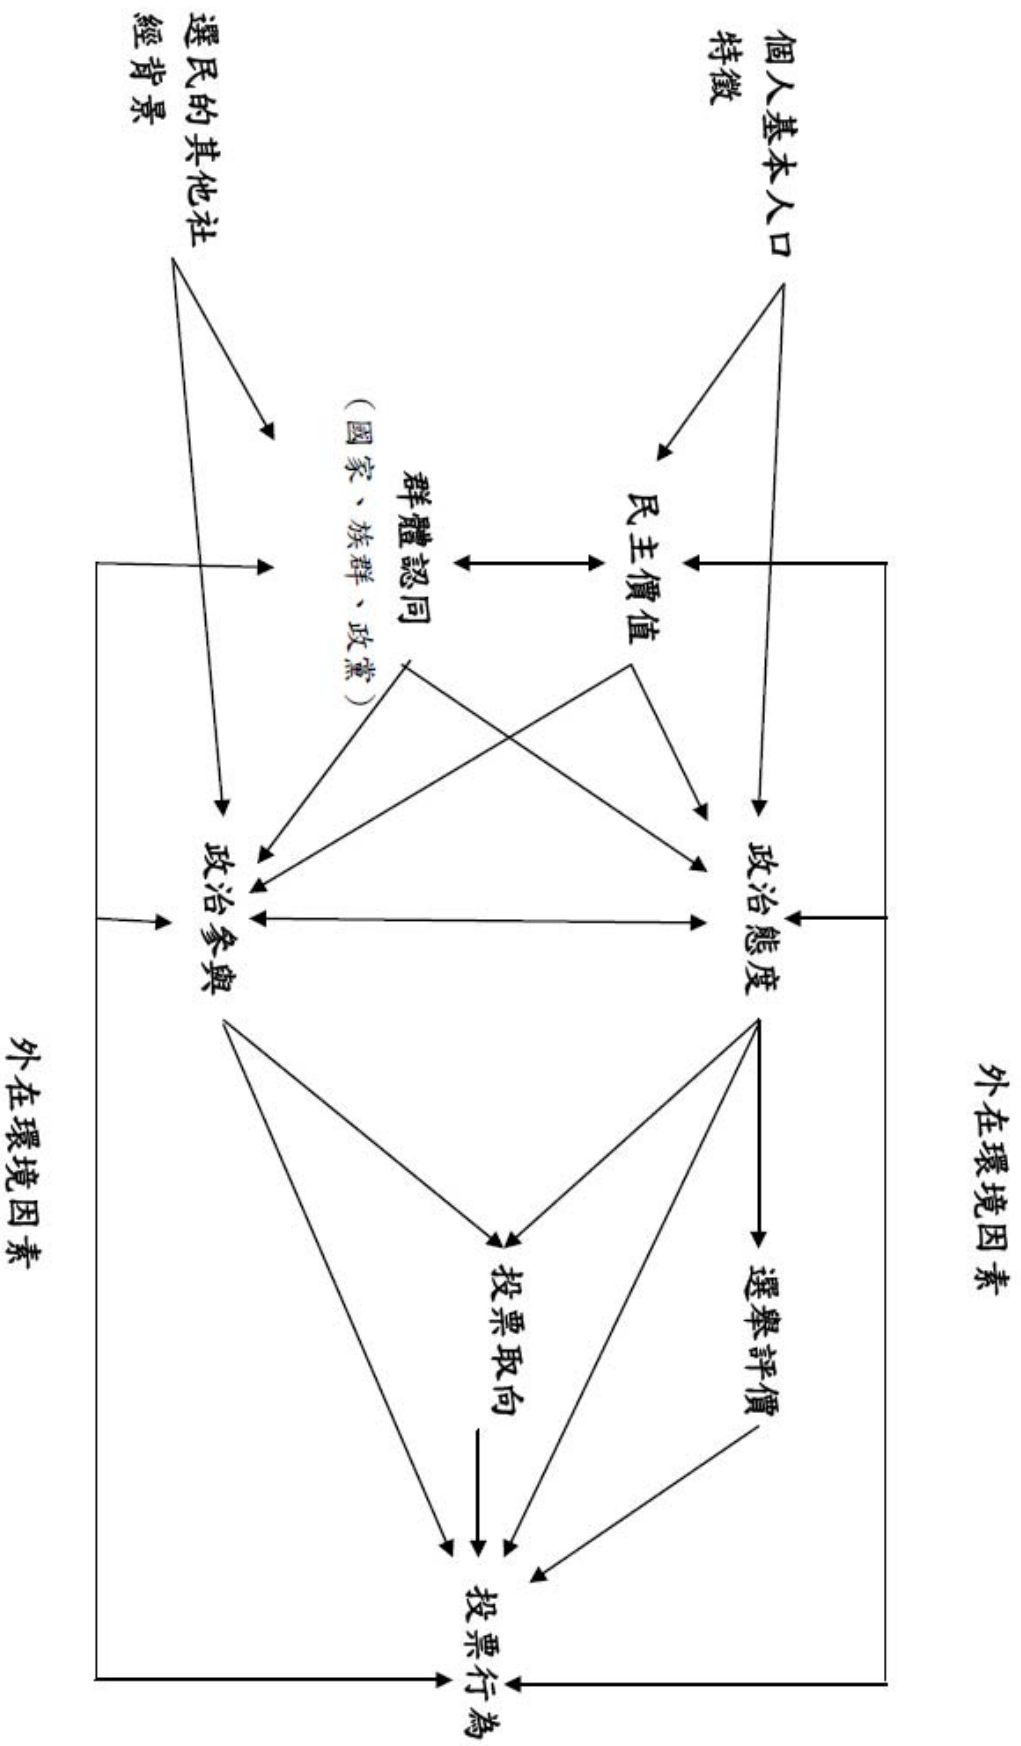 外在環境因素
個人基本人口
特徵
民主價值
政治態度
選舉評價
群體認同
（國家、族群、政黨）
投票取向
投票行為
選民的其他社
經背景
政治參與
外在環境因素